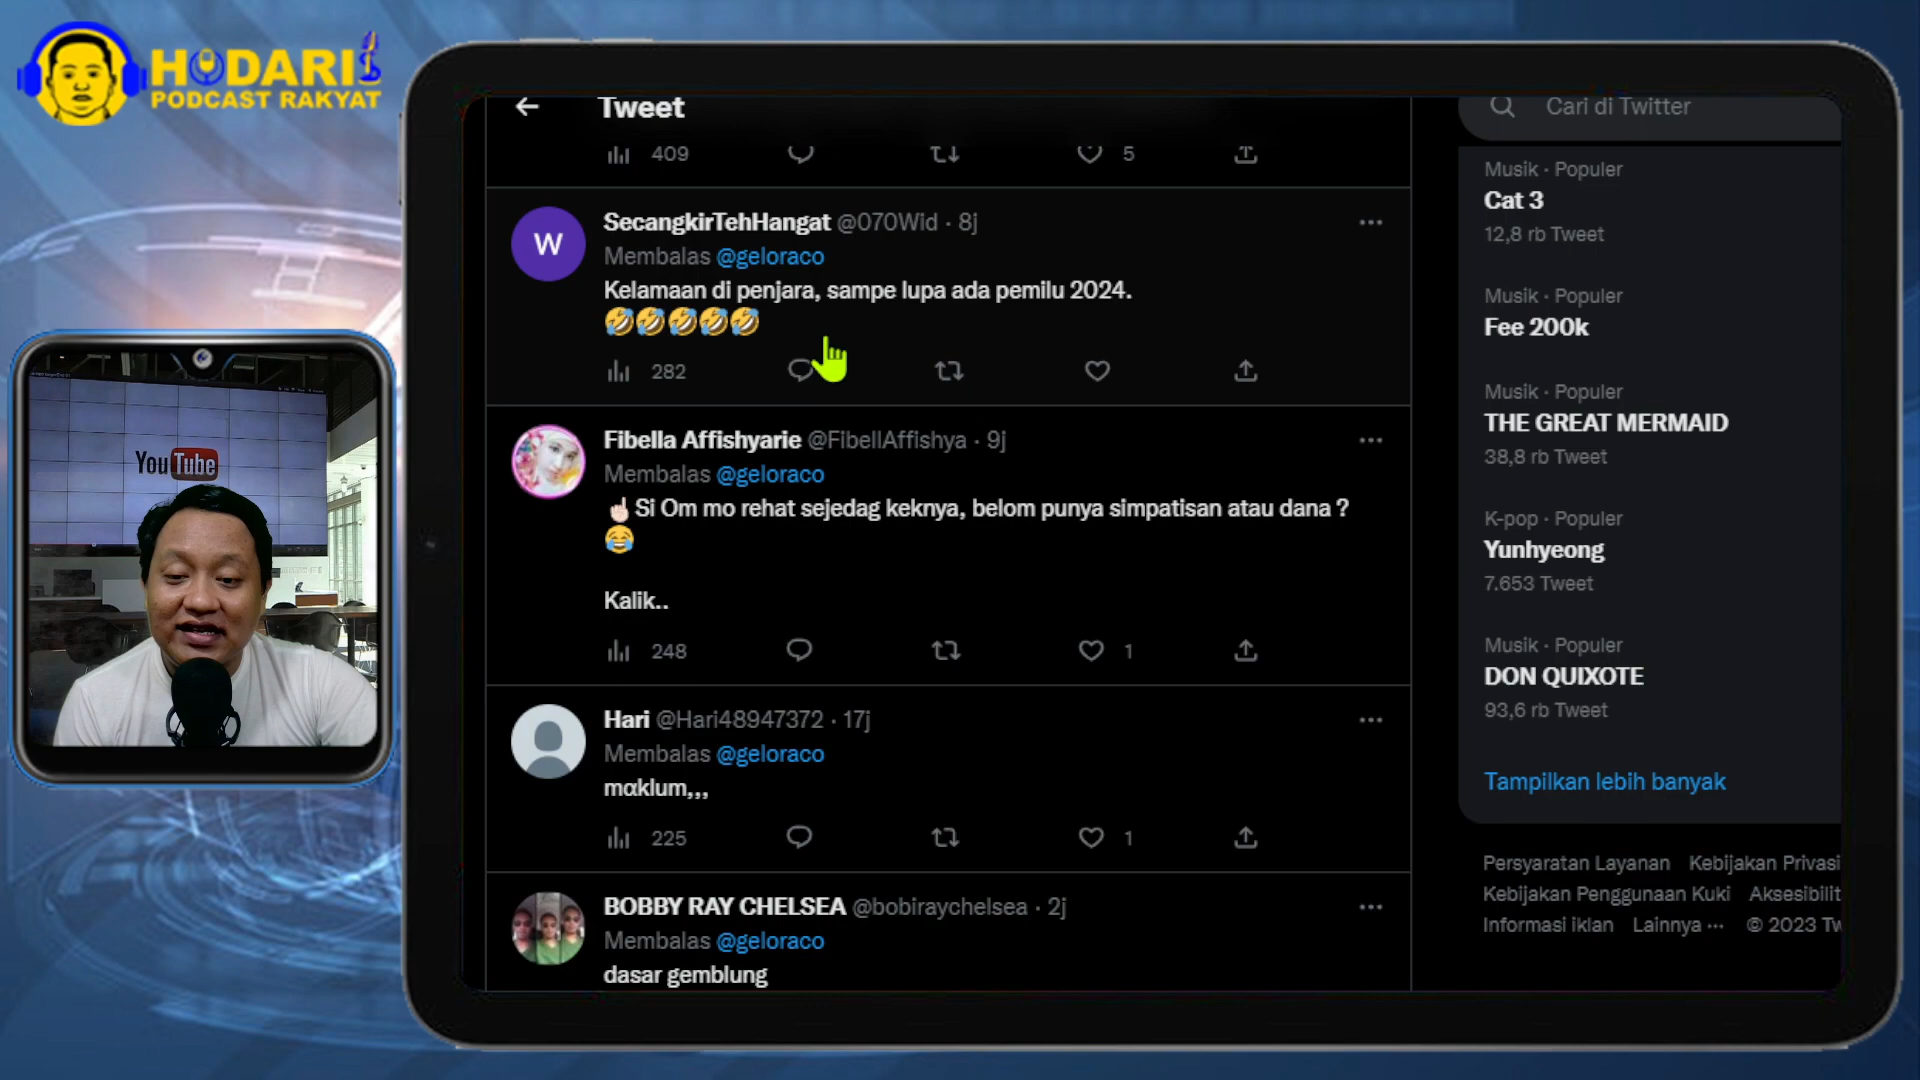 HODARI
PODCAST RAKYAT
YouTube
Tweet
409
5
W
SecangkirTehHangat @070Wid · 8j
Membalas @geloraco
Kelamaan di penjara, sampe lupa ada pemilu 2024.
🤣🤣🤣🤣🤣
282
Fibella Affishyarie @FibellAffishya · 9j
Membalas @geloraco
☝🏻Si Om mo rehat sejedag keknya, belom punya simpatisan atau dana ?
😂
Kalik..
248
1
Hari @Hari48947372 · 17j
Membalas @geloraco
mαklum,,,
225
1
BOBBY RAY CHELSEA @bobiraychelsea · 2j
Membalas @geloraco
dasar gemblung
Cari di Twitter
Musik · Populer
Cat 3
12,8 rb Tweet
Musik · Populer
Fee 200k
Musik · Populer
THE GREAT MERMAID
38,8 rb Tweet
K-pop · Populer
Yunhyeong
7.653 Tweet
Musik · Populer
DON QUIXOTE
93,6 rb Tweet
Tampilkan lebih banyak
Persyaratan Layanan Kebijakan Privasi
Kebijakan Penggunaan Kuki Aksesibilit
Informasi iklan Lainnya ··· © 2023 Tw